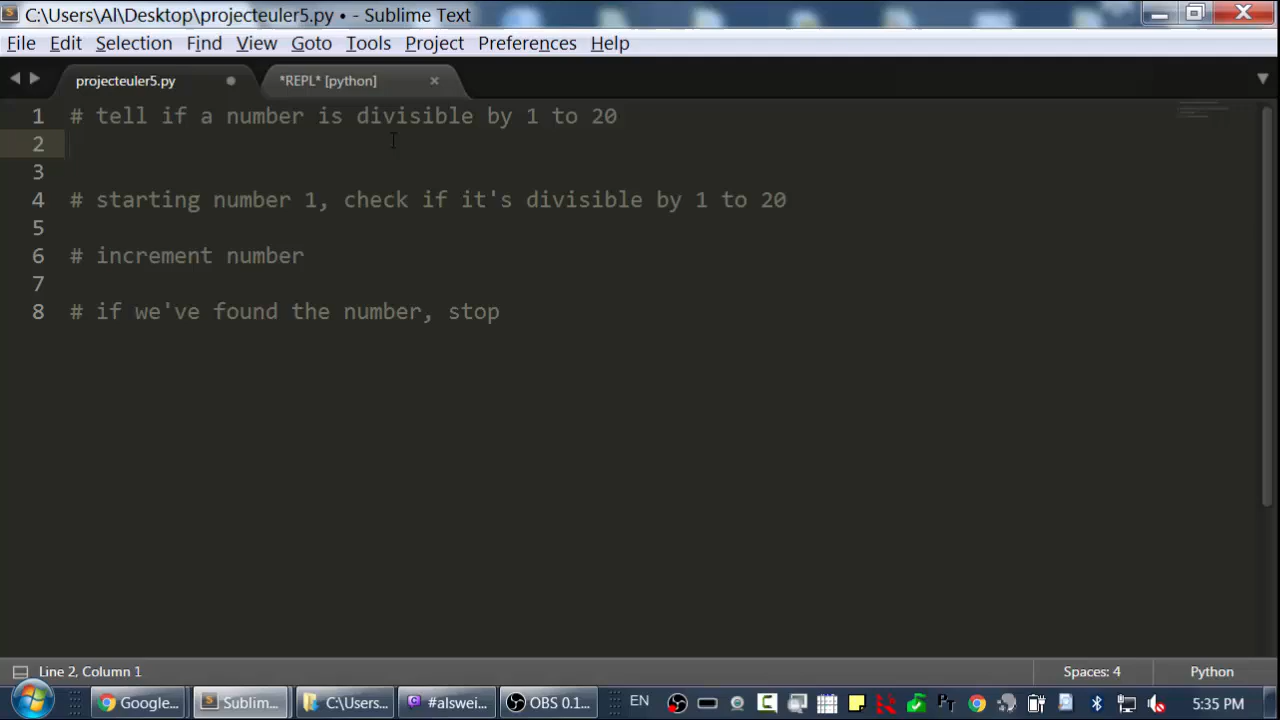 C:\Users\Al\Desktop\projecteuler5.py • - Sublime Text
File Edit Selection Find View Goto Tools Project Preferences Help
projecteuler5.py *REPL* [python]
1 # tell if a number is divisible by 1 to 20
2
3
4 # starting number 1, check if it's divisible by 1 to 20
5
6 # increment number
7
8 # if we've found the number, stop
Line 2, Column 1 Spaces: 4 Python
Google... Sublim... C:\Users... #alswei... OBS 0.1... EN 5:35 PM